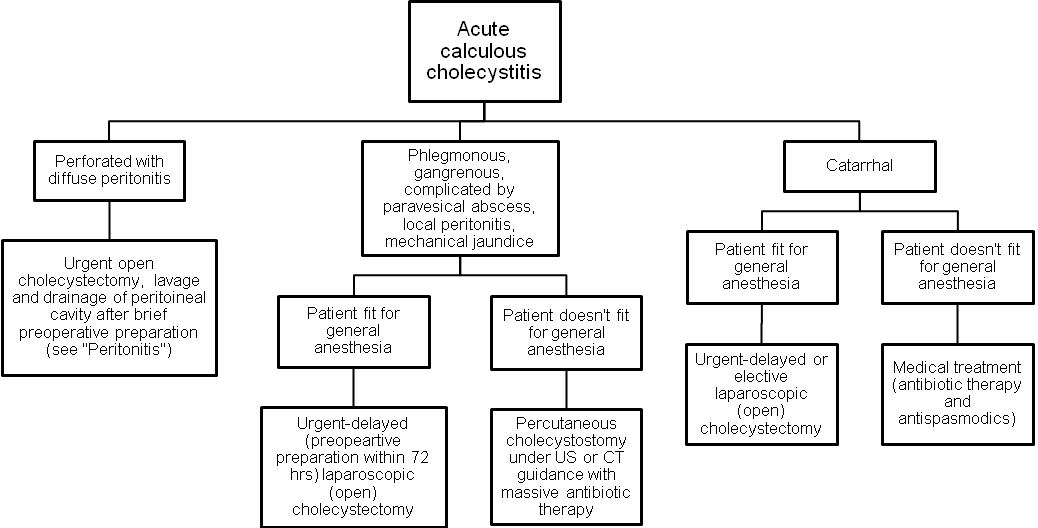 Acute
calculous
cholecystitis
Perforated with
diffuse peritonitis
Urgent open
cholecystectomy, lavage
and drainage of peritoineal
cavity after brief
preoperative preparation
(see "Peritonitis")
Phlegmonous,
gangrenous,
complicated by
paravesical abscess,
local peritonitis,
mechanical jaundice
Patient fit for
general
anesthesia
Urgent-delayed
(preopeartive
preparation within 72
hrs) laparoscopic
(open)
cholecystectomy
Patient doesn't fit
for general
anesthesia
Percutaneous
cholecystostomy
under US or CT
guidance with
massive antibiotic
therapy
Catarrhal
Patient fit for
general
anesthesia
Urgent-delayed or
elective
laparoscopic
(open)
cholecystectomy
Patient doesn't fit
for general
anesthesia
Medical treatment
(antibiotic therapy
and
antispasmodics)